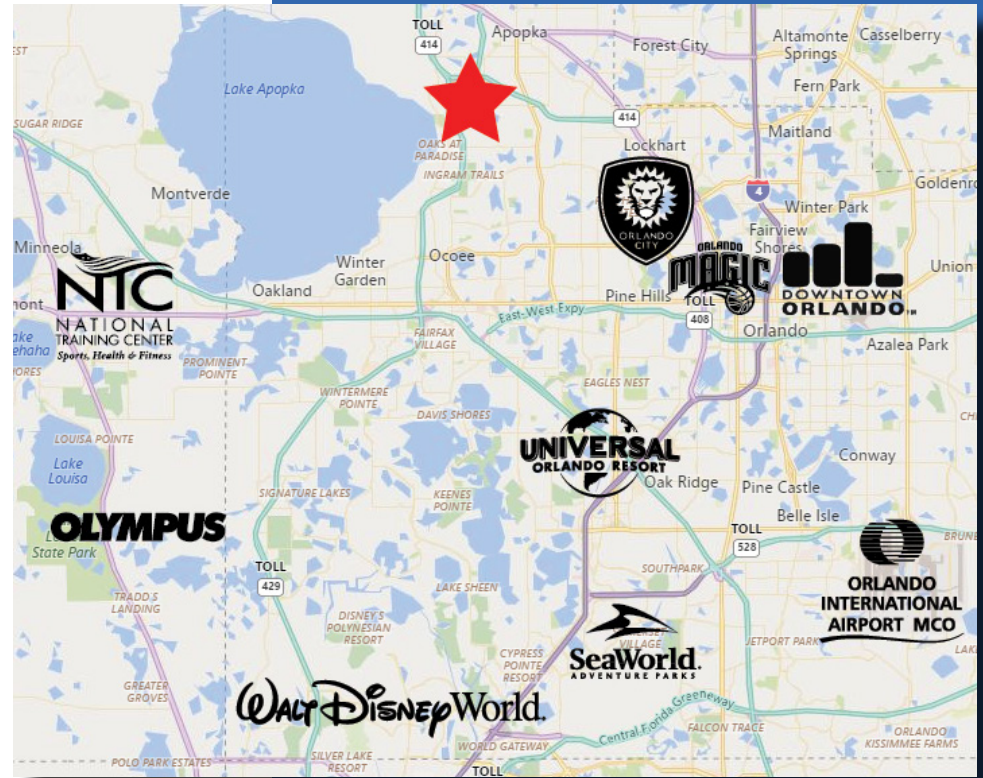 TOLL
414
Apopka
Forest City
Altamonte
Springs
Casselberry
Fern Park
Lake Apopka
SUGAR RIDGE
414
Maitland
Lockhart
OAKS AT
PARADISE
INGRAM TRAILS
4
Montverde
Winter Park
ORLANDO
CITY
Fairview
Shores
Minneola
Winter
Garden
Ocoee
ORLANDO
MAGIC
NTC
NATIONAL
TRAINING CENTER
Sports, Health & Fitness
Oakland
Pine Hills
TOLL
408
DOWNTOWN
ORLANDO
TM
Union
East-West Expy
Orlando
Azalea Park
FAIRFAX
VILLAGE
PROMINENT
POINTE
WINTERMERE
POINTE
EAGLES NEST
DAVIS SHORES
LOUISA POINTE
UNIVERSAL
ORLANDO RESORT
Conway
Lake
Louisa
Oak Ridge
Pine Castle
SIGNATURE LAKES
KEENES
POINTE
Belle Isle
OLYMPUS
State Park
TOLL
528
TOLL
429
SOUTHPARK
ORLANDO
INTERNATIONAL
AIRPORT MCO
TRADD'S
LANDING
LAKE SHEEN
DISNEY'S
POLYNESIAN
RESORT
VILLAGE
JETPORT PARK
CYPRESS
POINTE
RESORT
SeaWorld.
ADVENTURE PARKS
GREATER
GROVES
WALT DISNEY World.
Central Florida Greeneway
FALCON TRACE
ORLANDO
KISSIMMEE FARMS
WORLD GATEWAY
POLO PARK ESTATES
SILVER LAKE
RESORT
TOLL